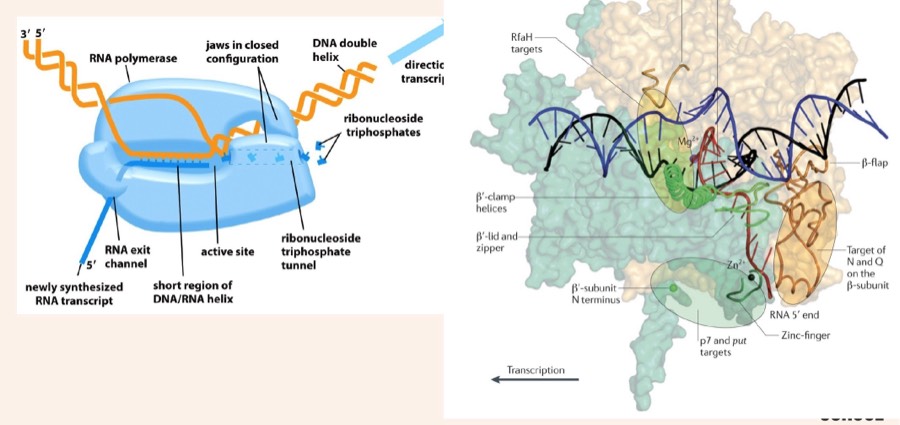 3' 5'
RNA polymerase
jaws in closed
configuration
DNA double
helix
ribonucleoside
triphosphates
RNA exit
channel
5'
active site
ribonucleoside
triphosphate
tunnel
newly synthesized
RNA transcript
short region of
DNA/RNA helix
RfaH
targets
Mg²⁺
β-flap
β'-clamp
helices
β'-lid and
zipper
Zn²⁺
Target of
N and Q
on the
β-subunit
β'-subunit
N terminus
RNA 5' end
Zinc-finger
p7 and put
targets
Transcription